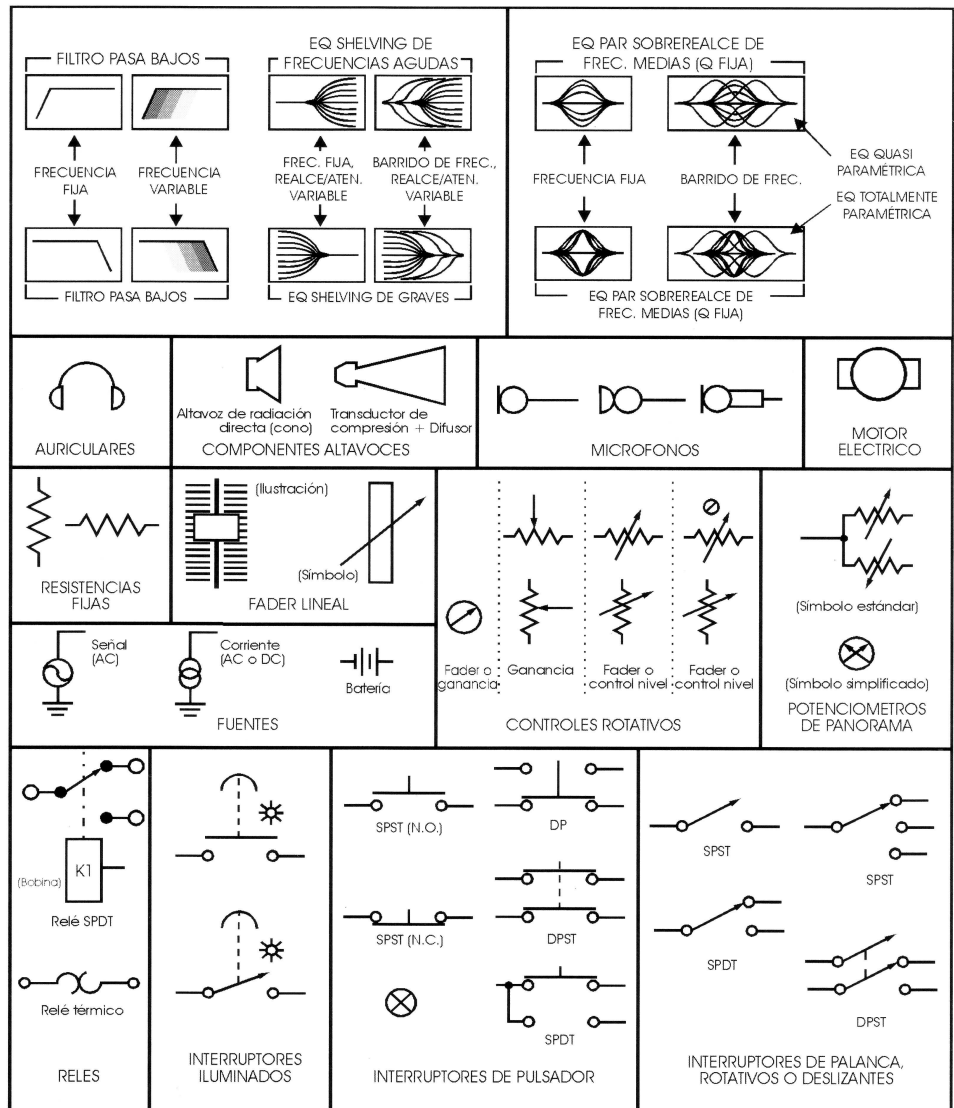 FILTRO PASA BAJOS
FRECUENCIA
FIJA
FRECUENCIA
VARIABLE
FILTRO PASA BAJOS
EQ SHELVING DE
FRECUENCIAS AGUDAS
FREC. FIJA,
REALCE/ATEN.
VARIABLE
BARRIDO DE FREC.,
REALCE/ATEN.
VARIABLE
EQ SHELVING DE GRAVES
EQ PAR SOBREREALCE DE
FREC. MEDIAS (Q FIJA)
FRECUENCIA FIJA
BARRIDO DE FREC.
EQ QUASI
PARAMÉTRICA
EQ TOTALMENTE
PARAMÉTRICA
EQ PAR SOBREREALCE DE
FREC. MEDIAS (Q FIJA)
AURICULARES
Altavoz de radiación
directa (cono)
Transductor de
compresión + Difusor
COMPONENTES ALTAVOCES
MICROFONOS
MOTOR
ELECTRICO
RESISTENCIAS
FIJAS
(Ilustración)
(Símbolo)
FADER LINEAL
Señal
(AC)
Corriente
(AC o DC)
Batería
FUENTES
Fader o
ganancia
Ganancia
Fader o
control nivel
Fader o
control nivel
CONTROLES ROTATIVOS
(Símbolo estándar)
(Símbolo simplificado)
POTENCIOMETROS
DE PANORAMA
K1
(Bobina)
Relé SPDT
Relé térmico
RELES
INTERRUPTORES
ILUMINADOS
SPST (N.O.)
DP
SPST (N.C.)
DPST
SPDT
INTERRUPTORES DE PULSADOR
SPST
SPST
SPDT
DPST
INTERRUPTORES DE PALANCA,
ROTATIVOS O DESLIZANTES